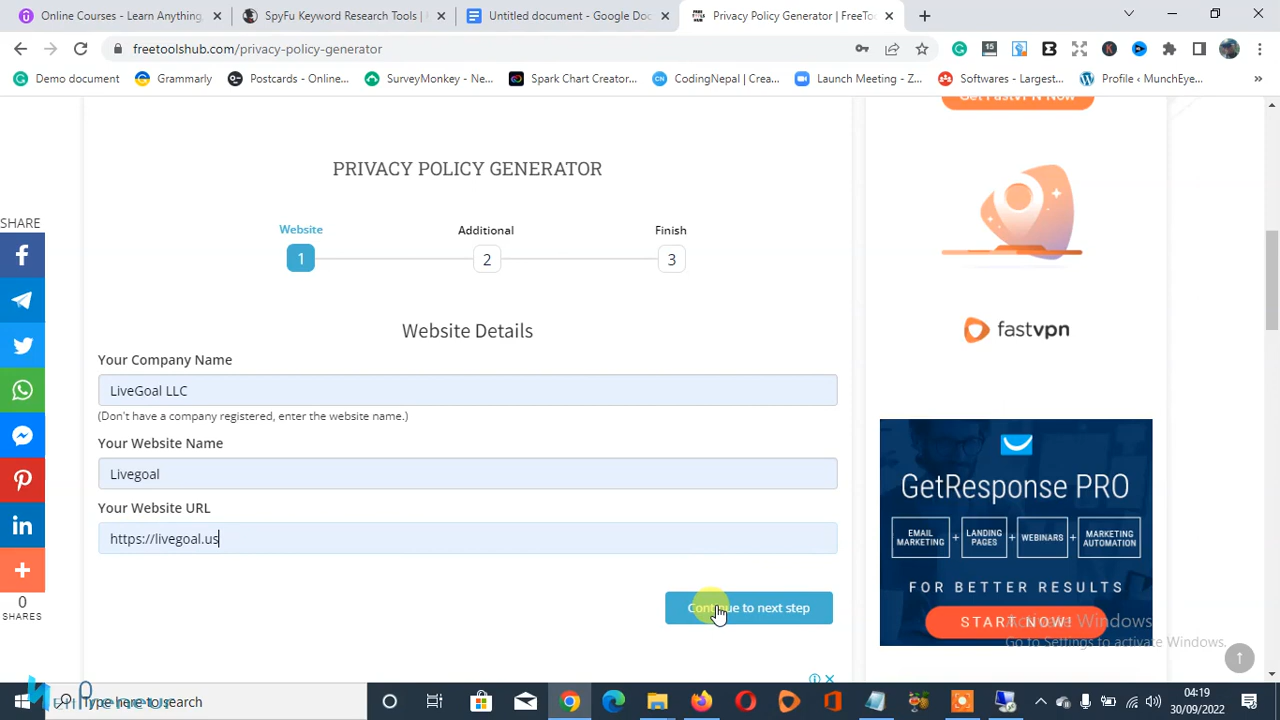 Online Courses - Learn Anything, SpyFu Keyword Research Tools | Untitled document - Google Doc Privacy Policy Generator | FreeTo
freetoolshub.com/privacy-policy-generator
Demo document Grammarly Postcards - Online... SurveyMonkey - Ne... Spark Chart Creator... CodingNepal | Crea... Launch Meeting - Z... Softwares - Largest... Profile ‹ MunchEye... »
Get FastVPN Now
PRIVACY POLICY GENERATOR
SHARE
Website Additional Finish
1 2 3
fastvpn
Website Details
Your Company Name
LiveGoal LLC
(Don't have a company registered, enter the website name.)
Your Website Name
Livegoal
Your Website URL
https://livegoal.us
Continue to next step
0
SHARES
GetResponse PRO
EMAIL MARKETING + LANDING PAGES + WEBINARS + MARKETING AUTOMATION
FOR BETTER RESULTS
START NOW!
Activate Windows
Go to Settings to activate Windows.
Type here to search
04:19
30/09/2022